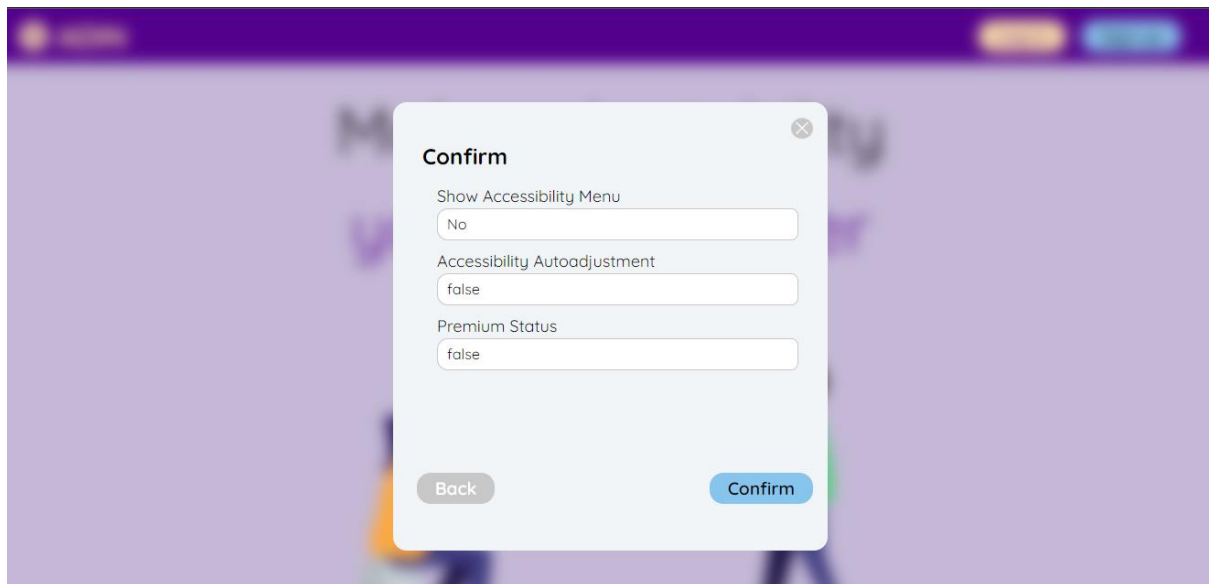 Confirm
Show Accessibility Menu
No
Accessibility Autoadjustment
false
Premium Status
false
Back
Confirm